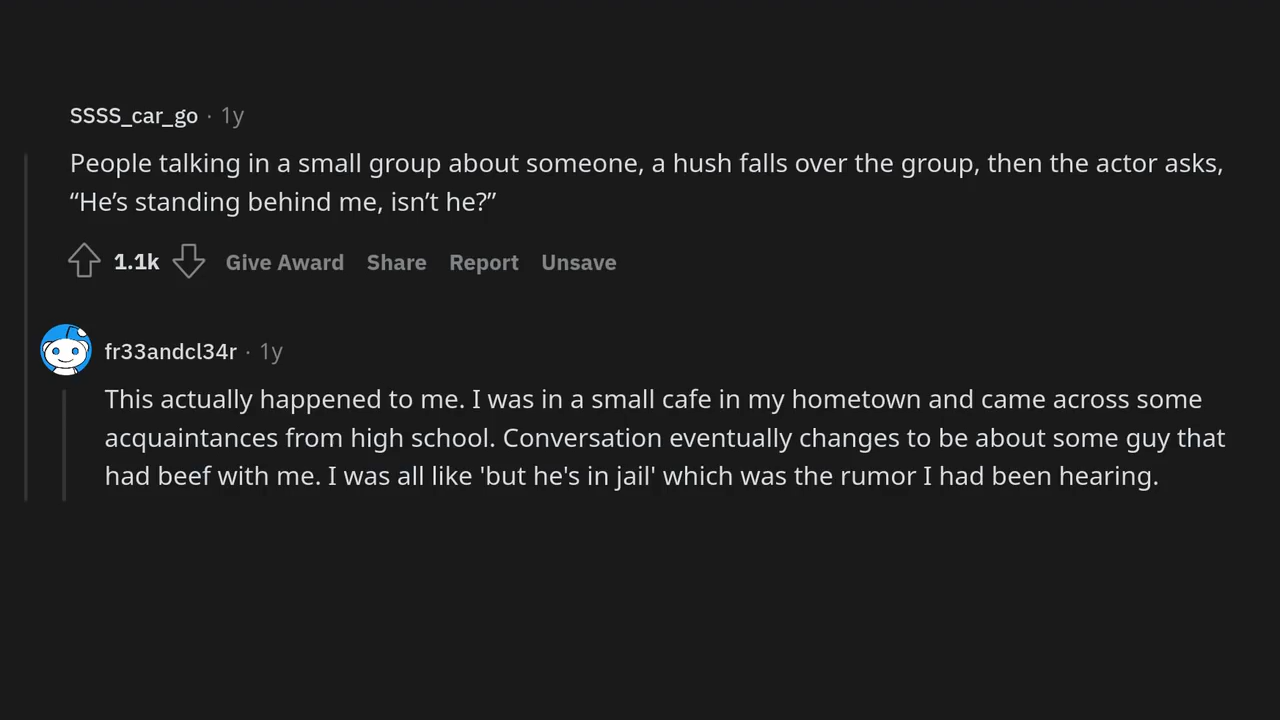 SSSS_car_go · 1y
People talking in a small group about someone, a hush falls over the group, then the actor asks,
“He’s standing behind me, isn’t he?”
1.1k Give Award Share Report Unsave
fr33andcl34r · 1y
This actually happened to me. I was in a small cafe in my hometown and came across some
acquaintances from high school. Conversation eventually changes to be about some guy that
had beef with me. I was all like 'but he's in jail' which was the rumor I had been hearing.